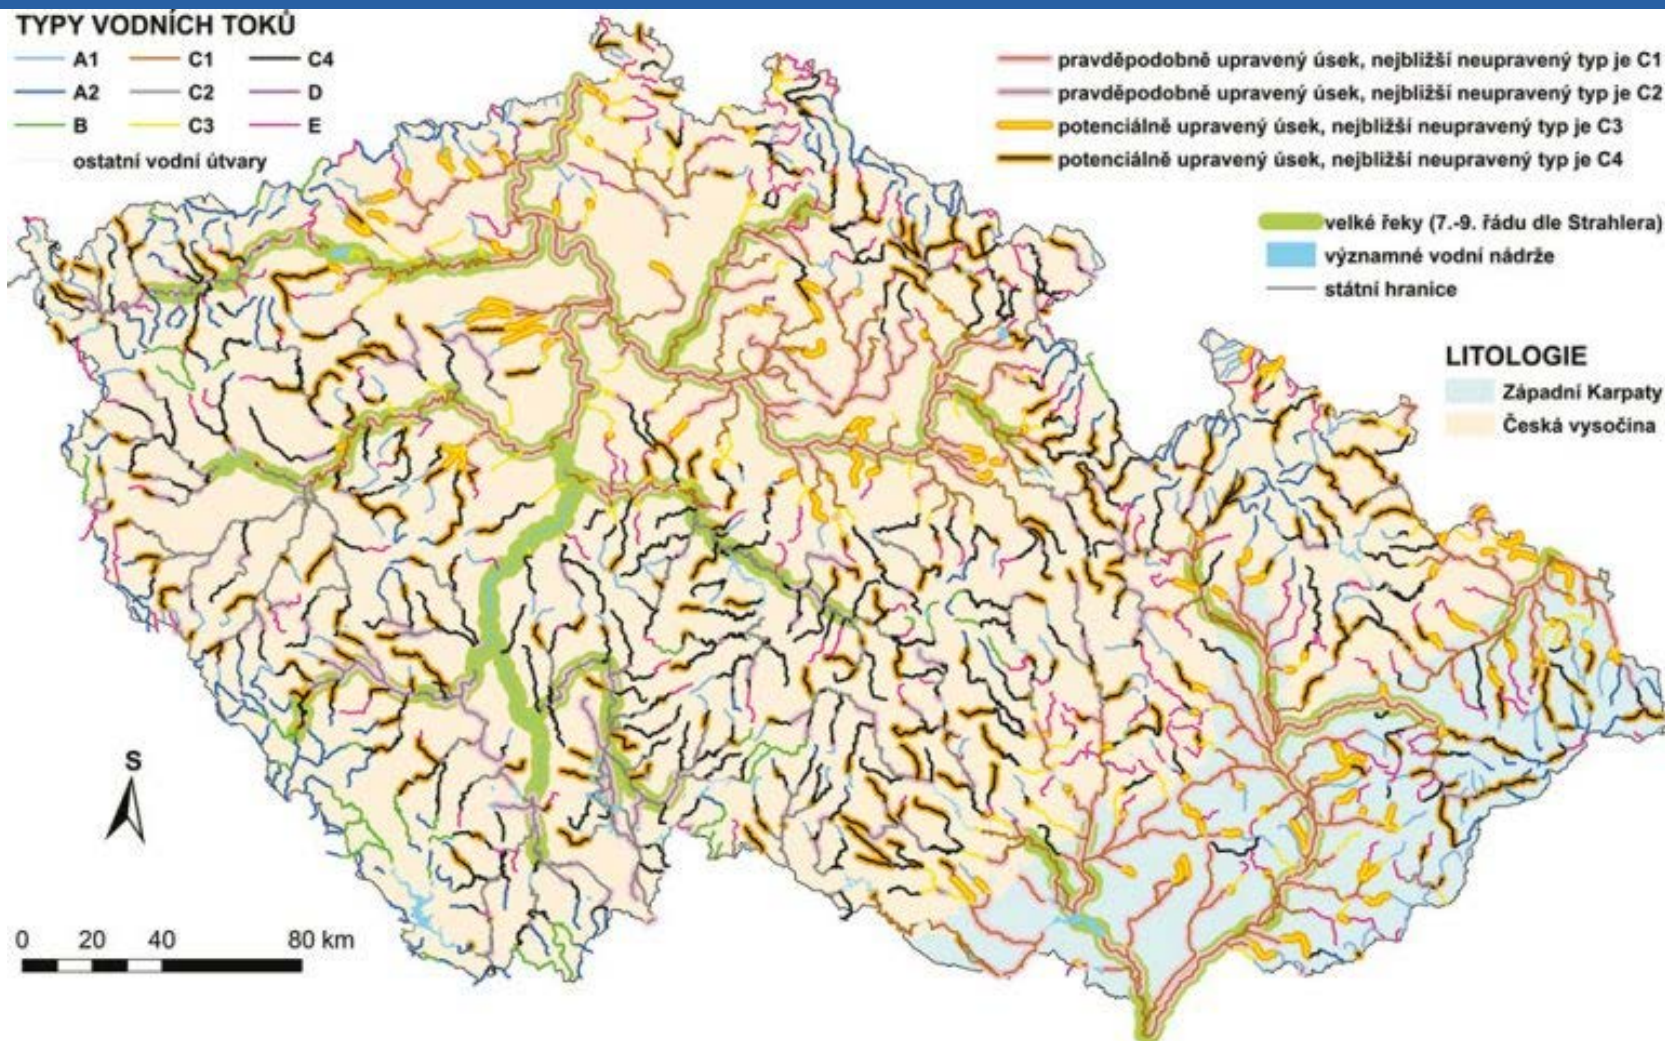 TYPY VODNÍCH TOKŮ
A1 C1 C4
A2 C2 D
B C3 E
ostatní vodní útvary
pravděpodobně upravený úsek, nejbližší neupravený typ je C1
pravděpodobně upravený úsek, nejbližší neupravený typ je C2
potenciálně upravený úsek, nejbližší neupravený typ je C3
potenciálně upravený úsek, nejbližší neupravený typ je C4
velké řeky (7.-9. řádu dle Strahlera)
významné vodní nádrže
státní hranice
LITOLOGIE
Západní Karpaty
Česká vysočina
S
0 20 40 80 km